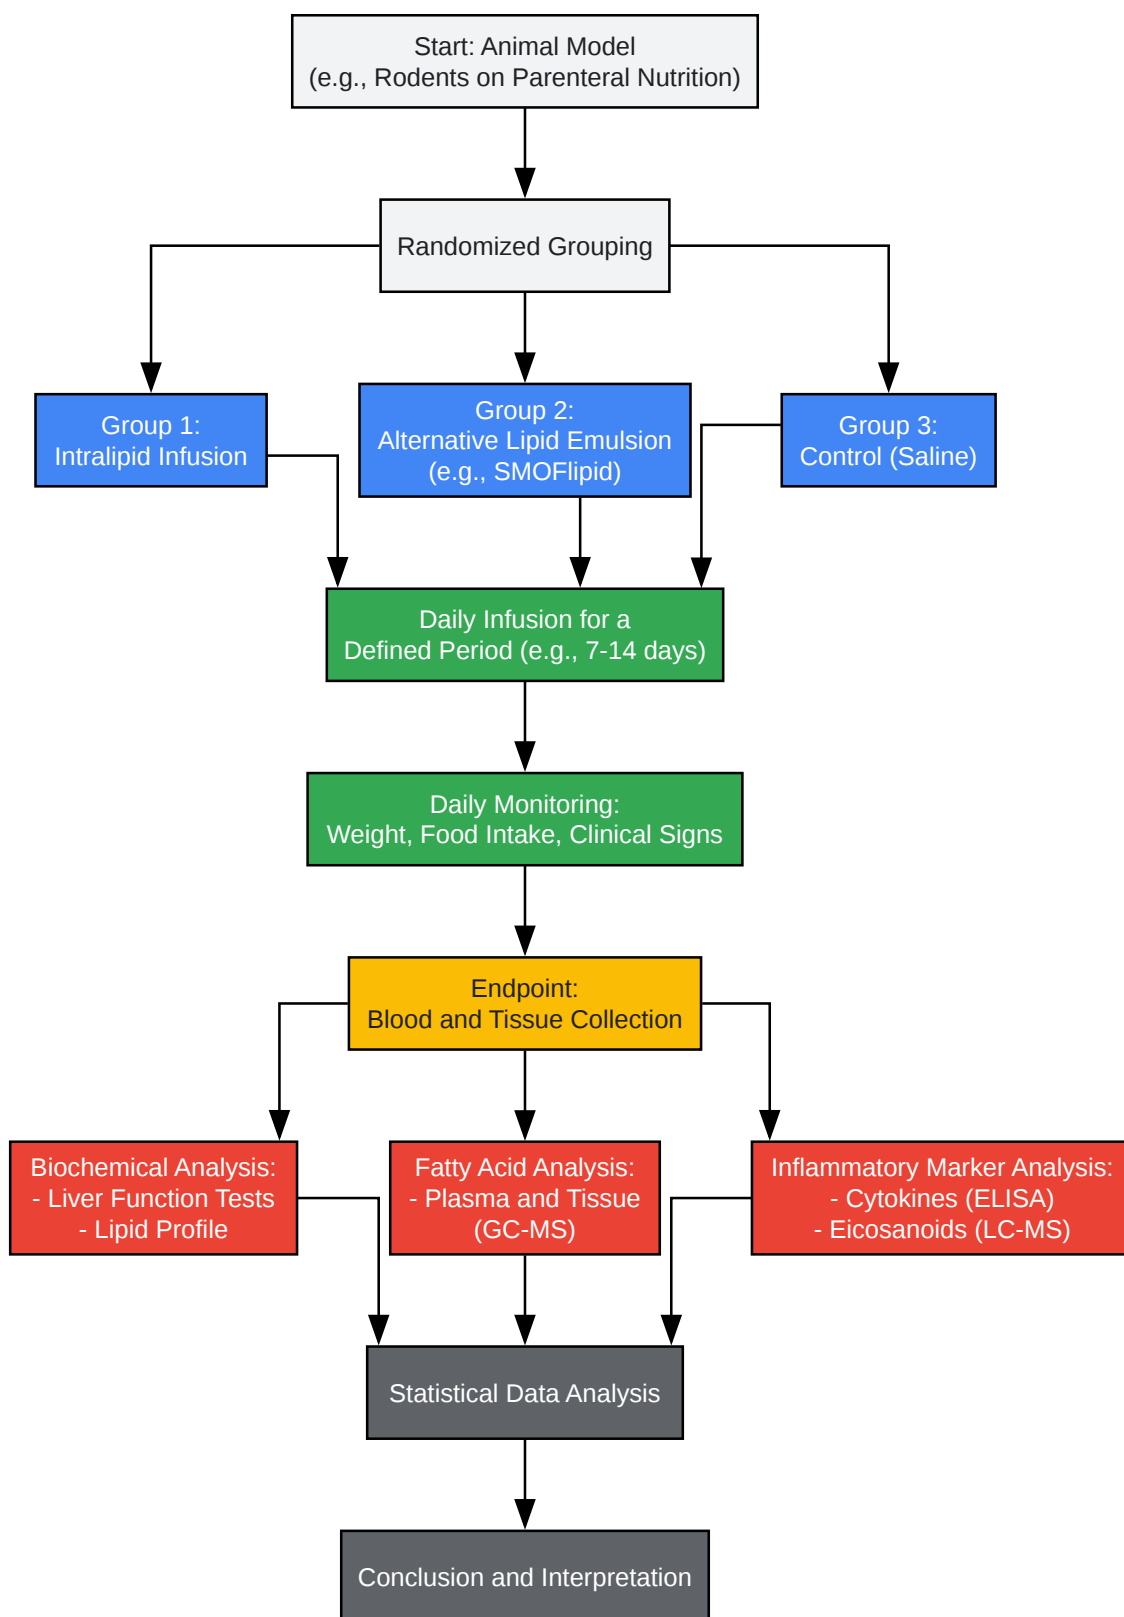 Start: Animal Model
(e.g., Rodents on Parenteral Nutrition)
Randomized Grouping
Group 1:
Intralipid Infusion
Group 2:
Alternative Lipid Emulsion
(e.g., SMOFlipid)
Group 3:
Control (Saline)
Daily Infusion for a
Defined Period (e.g., 7-14 days)
Daily Monitoring:
Weight, Food Intake, Clinical Signs
Endpoint:
Blood and Tissue Collection
Biochemical Analysis:
- Liver Function Tests
- Lipid Profile
Fatty Acid Analysis:
- Plasma and Tissue
(GC-MS)
Inflammatory Marker Analysis:
- Cytokines (ELISA)
- Eicosanoids (LC-MS)
Statistical Data Analysis
Conclusion and Interpretation